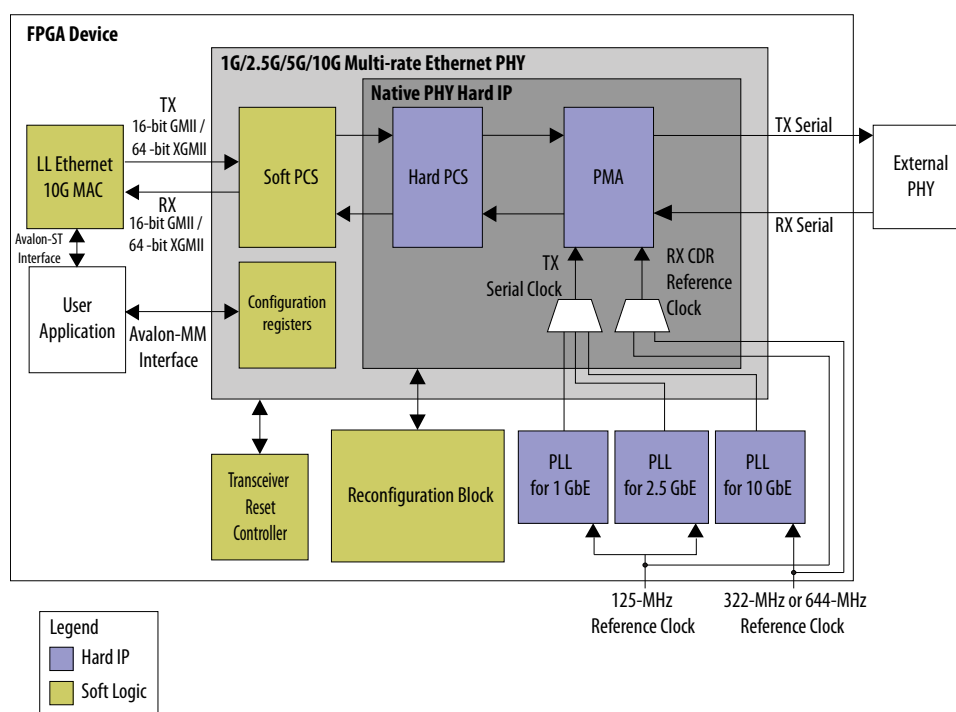 FPGA Device
1G/2.5G/5G/10G Multi-rate Ethernet PHY
Native PHY Hard IP
TX
16-bit GMII /
64 -bit XGMII
LL Ethernet
10G MAC
RX
16-bit GMII /
64 -bit XGMII
Soft PCS
Hard PCS
PMA
TX Serial
RX Serial
External
PHY
Avalon-ST
Interface
User
Application
Avalon-MM
Interface
Configuration
registers
TX
Serial Clock
RX CDR
Reference
Clock
Transceiver
Reset
Controller
Reconfiguration Block
PLL
for 1 GbE
PLL
for 2.5 GbE
PLL
for 10 GbE
125-MHz
Reference Clock
322-MHz or 644-MHz
Reference Clock
Legend
Hard IP
Soft Logic